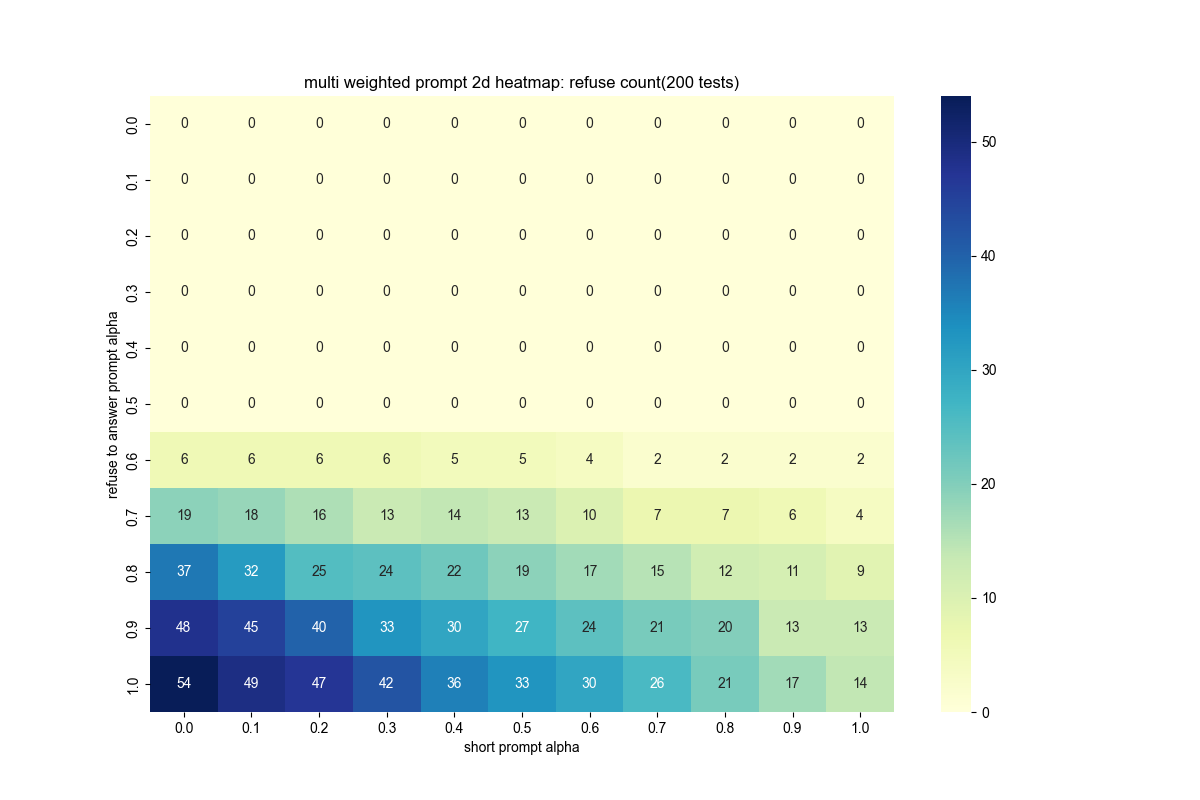 multi weighted prompt 2d heatmap: refuse count(200 tests)
refuse to answer prompt alpha
0.0 0 0 0 0 0 0 0 0 0 0 0
0.1 0 0 0 0 0 0 0 0 0 0 0
0.2 0 0 0 0 0 0 0 0 0 0 0
0.3 0 0 0 0 0 0 0 0 0 0 0
0.4 0 0 0 0 0 0 0 0 0 0 0
0.5 0 0 0 0 0 0 0 0 0 0 0
0.6 6 6 6 6 5 5 4 2 2 2 2
0.7 19 18 16 13 14 13 10 7 7 6 4
0.8 37 32 25 24 22 19 17 15 12 11 9
0.9 48 45 40 33 30 27 24 21 20 13 13
1.0 54 49 47 42 36 33 30 26 21 17 14
0.0 0.1 0.2 0.3 0.4 0.5 0.6 0.7 0.8 0.9 1.0
short prompt alpha
50
40
30
20
10
0